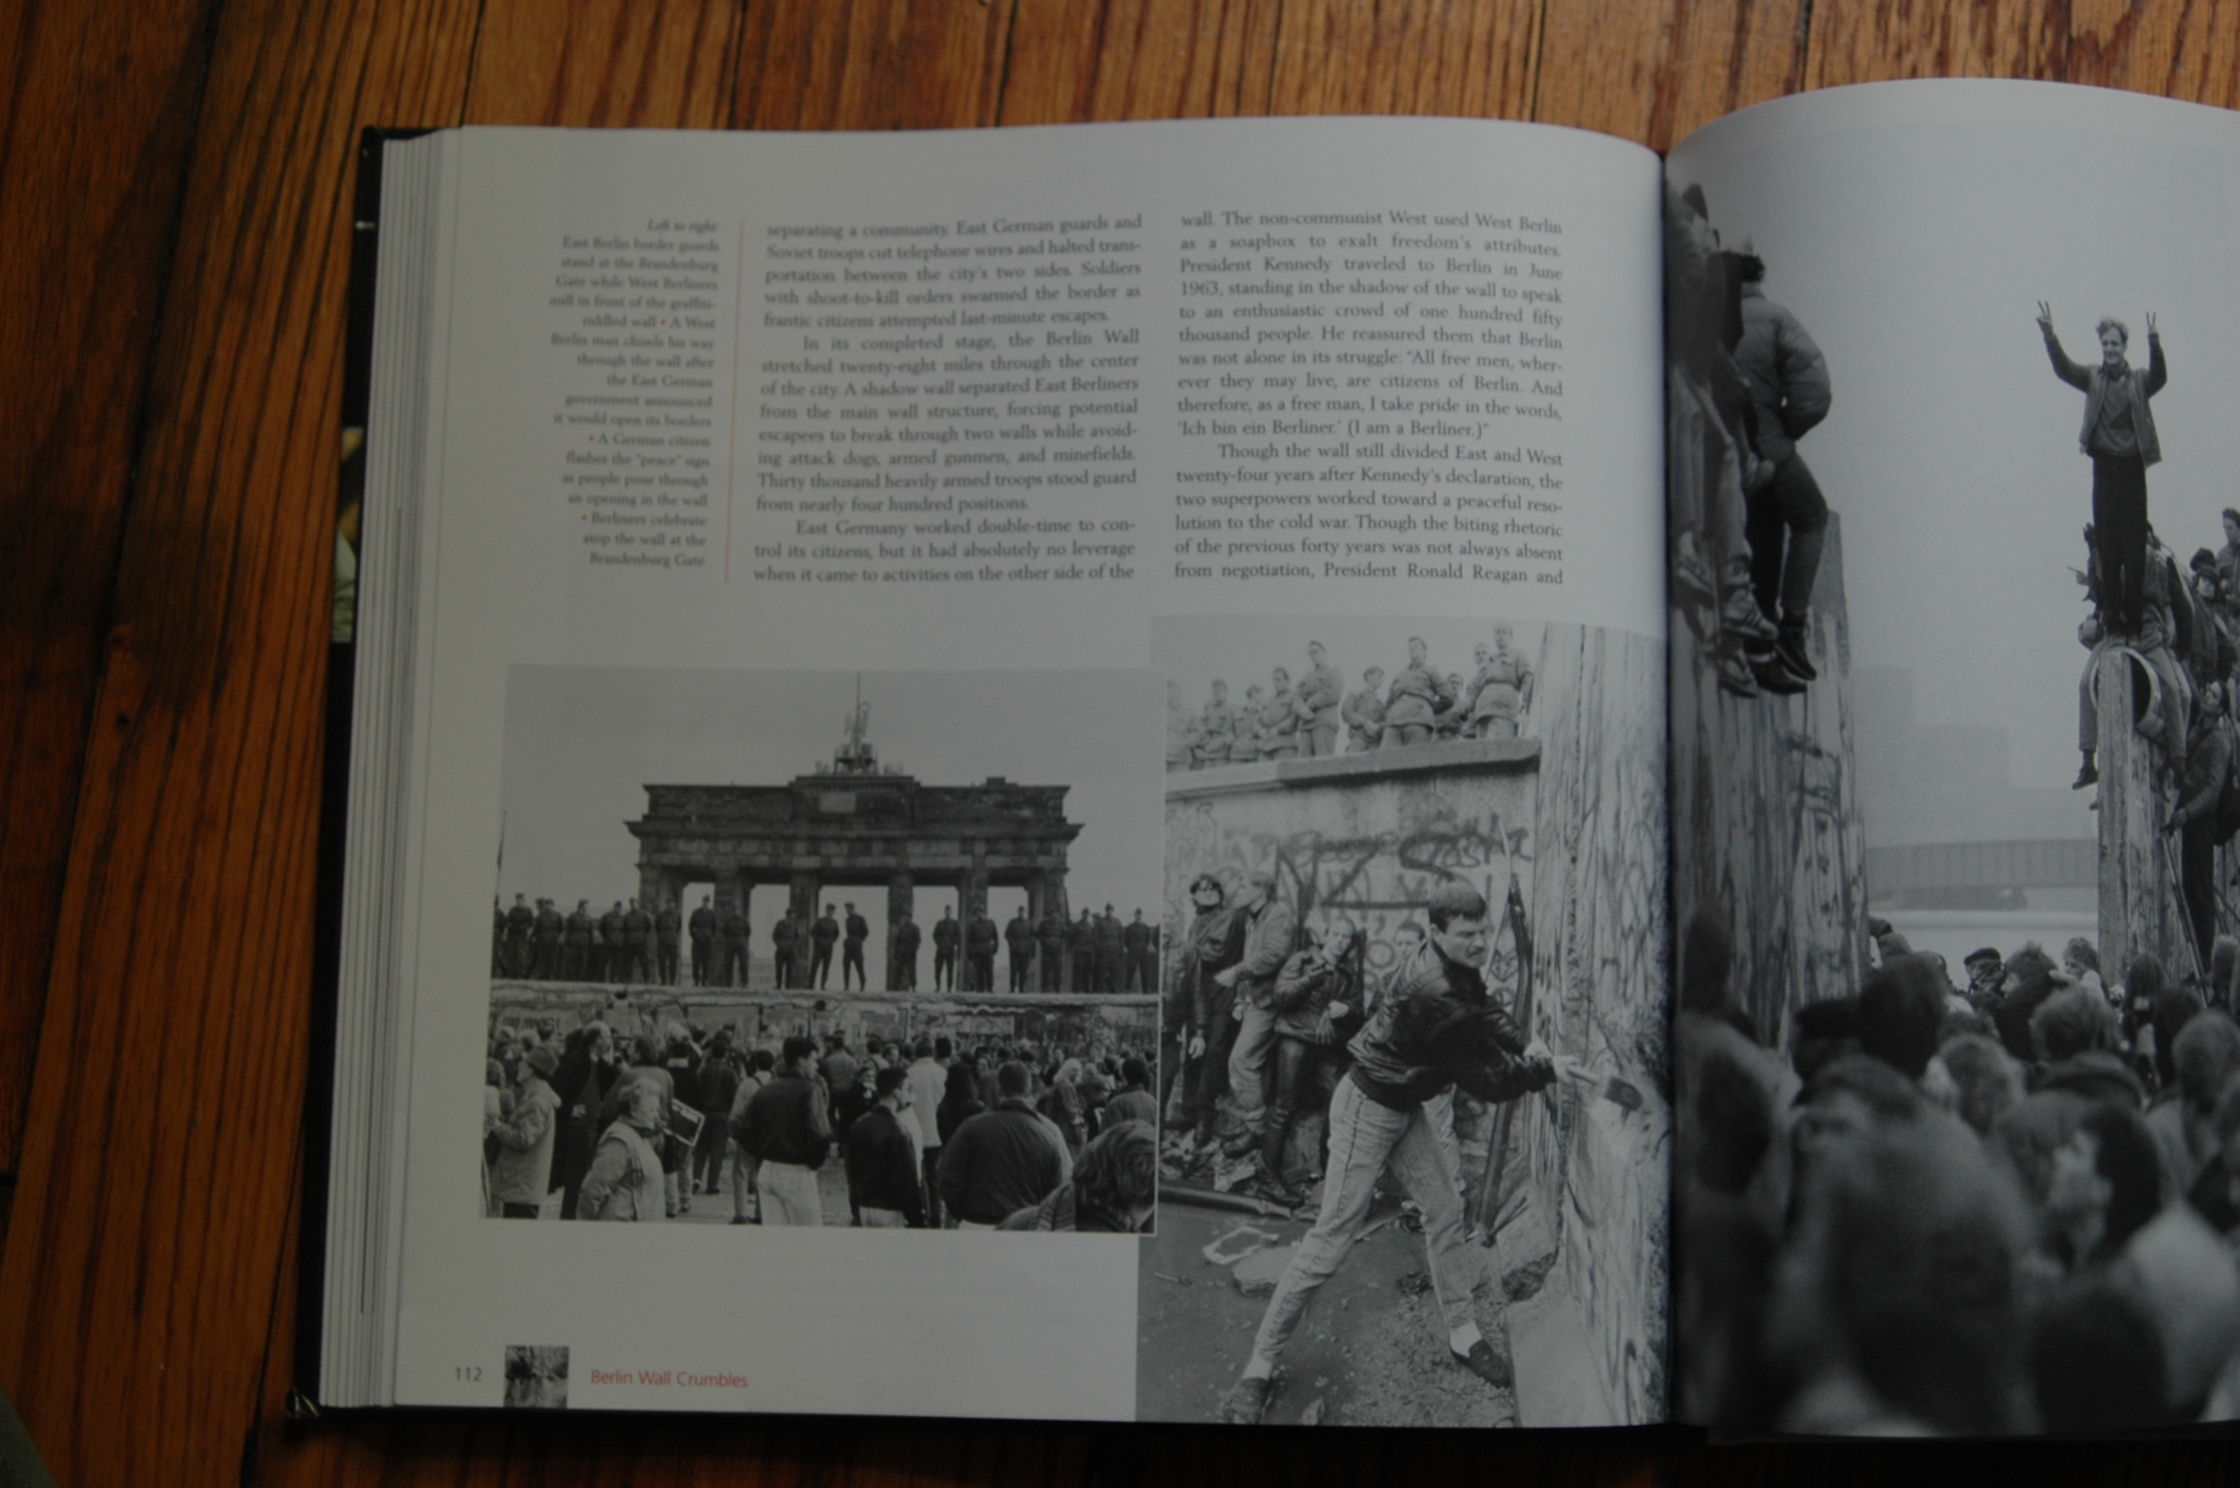 Left to right:
East Berlin border guards
stand at the Brandenburg
Gate while West Berliners
mill in front of the graffiti-
riddled wall • A West
Berlin man chisels his way
through the wall after
the East German
government announced
it would open its borders
• A German citizen
flashes the "peace" sign
as people pour through
an opening in the wall
• Berliners celebrate
atop the wall at the
Brandenburg Gate
separating a community. East German guards and
Soviet troops cut telephone wires and halted trans-
portation between the city's two sides. Soldiers
with shoot-to-kill orders swarmed the border as
frantic citizens attempted last-minute escapes.
In its completed stage, the Berlin Wall
stretched twenty-eight miles through the center
of the city. A shadow wall separated East Berliners
from the main wall structure, forcing potential
escapees to break through two walls while avoid-
ing attack dogs, armed gunmen, and minefields.
Thirty thousand heavily armed troops stood guard
from nearly four hundred positions.
East Germany worked double-time to con-
trol its citizens, but it had absolutely no leverage
when it came to activities on the other side of the
wall. The non-communist West used West Berlin
as a soapbox to exalt freedom's attributes.
President Kennedy traveled to Berlin in June
1963, standing in the shadow of the wall to speak
to an enthusiastic crowd of one hundred fifty
thousand people. He reassured them that Berlin
was not alone in its struggle: "All free men, wher-
ever they may live, are citizens of Berlin. And
therefore, as a free man, I take pride in the words,
'Ich bin ein Berliner.' (I am a Berliner.)"
Though the wall still divided East and West
twenty-four years after Kennedy's declaration, the
two superpowers worked toward a peaceful reso-
lution to the cold war. Though the biting rhetoric
of the previous forty years was not always absent
from negotiation, President Ronald Reagan and
112
Berlin Wall Crumbles